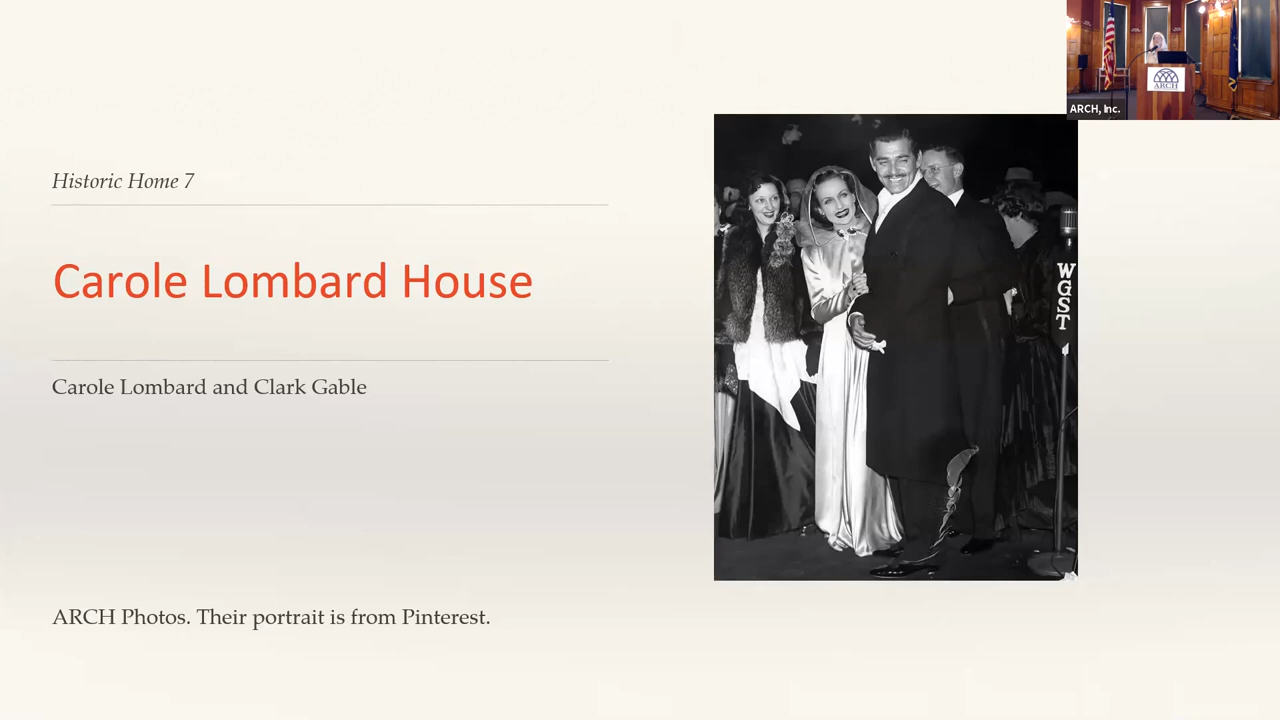 Historic Home 7
Carole Lombard House
Carole Lombard and Clark Gable
ARCH Photos. Their portrait is from Pinterest.
WGST
ARCH
ARCH, Inc.